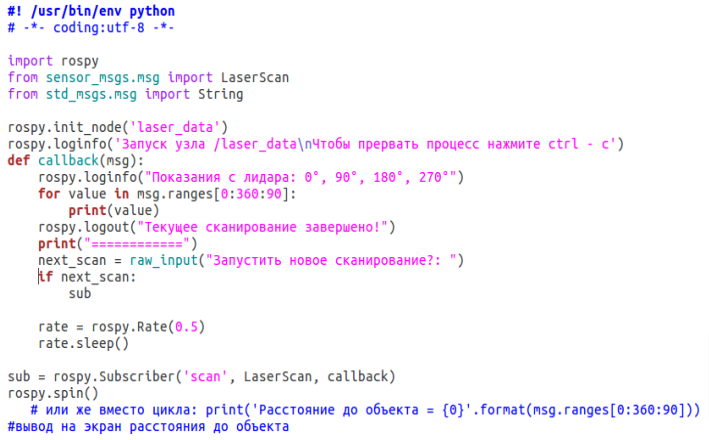 #! /usr/bin/env python
# -*- coding:utf-8 -*-

import rospy
from sensor_msgs.msg import LaserScan
from std_msgs.msg import String

rospy.init_node('laser_data')
rospy.loginfo('Запуск узла /laser_data\nЧтобы прервать процесс нажмите ctrl - c')
def callback(msg):
    rospy.loginfo("Показания с лидара: 0°, 90°, 180°, 270°")
    for value in msg.ranges[0:360:90]:
        print(value)
    rospy.logout("Текущее сканирование завершено!")
    print("============")
    next_scan = raw_input("Запустить новое сканирование?: ")
    if next_scan:
        sub

    rate = rospy.Rate(0.5)
    rate.sleep()

sub = rospy.Subscriber('scan', LaserScan, callback)
rospy.spin()
   # или же вместо цикла: print('Расстояние до объекта = {0}'.format(msg.ranges[0:360:90]))
#вывод на экран расстояния до объекта